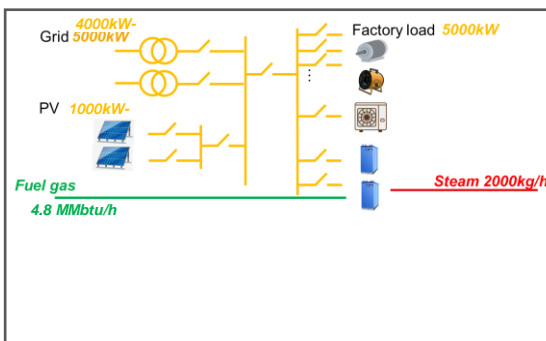 4000kW-
Grid 5000kW
Factory load 5000kW
PV 1000kW-
Fuel gas
4.8 MMbtu/h
Steam 2000kg/h